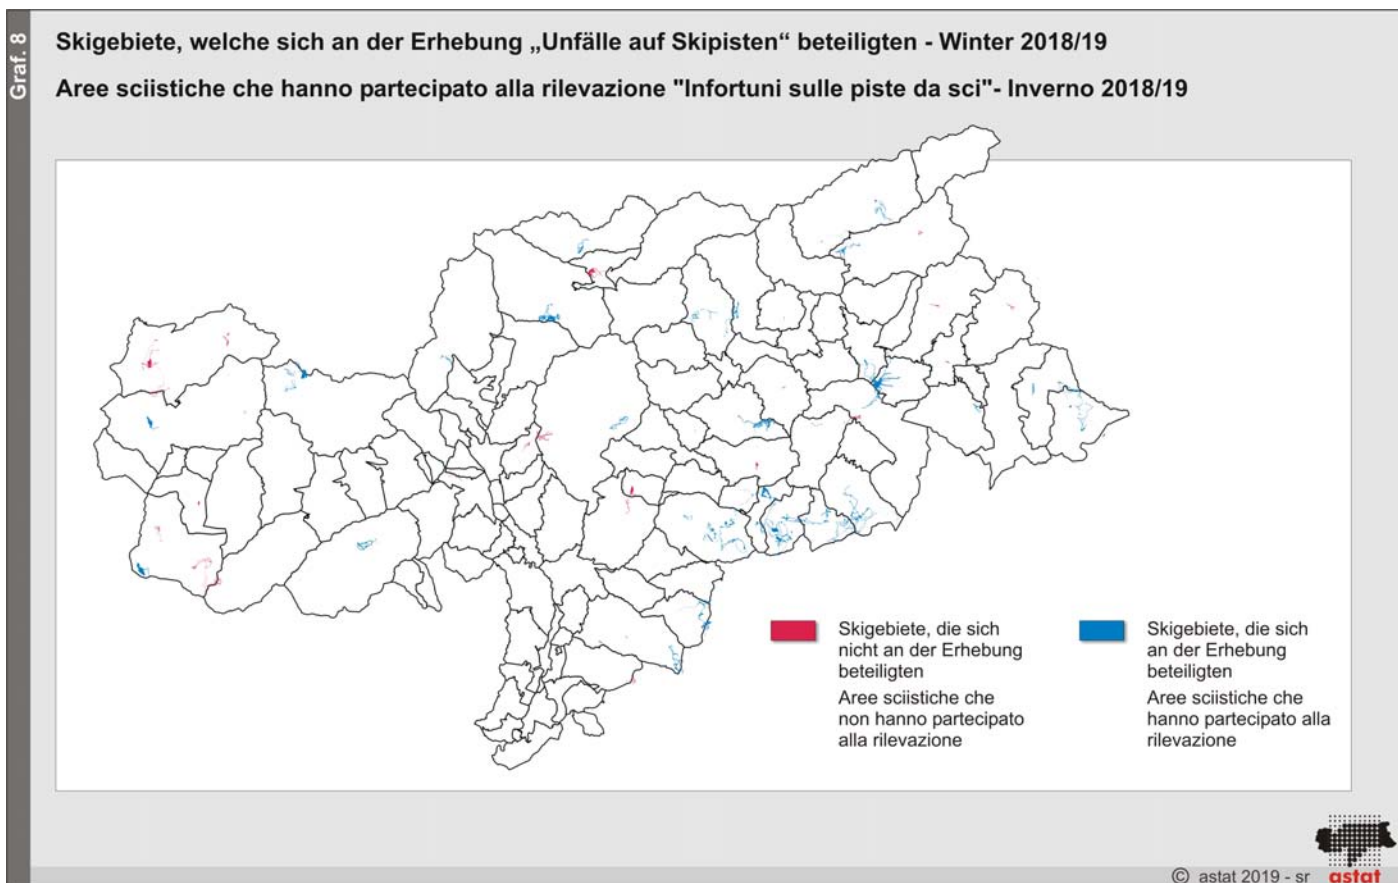 Graf. 8
Skigebiete, welche sich an der Erhebung „Unfälle auf Skipisten“ beteiligten - Winter 2018/19
Aree sciistiche che hanno partecipato alla rilevazione "Infortuni sulle piste da sci"- Inverno 2018/19
Skigebiete, die sich
nicht an der Erhebung
beteiligten
Aree sciistiche che
non hanno partecipato
alla rilevazione
Skigebiete, die sich
an der Erhebung
beteiligten
Aree sciistiche che
hanno partecipato alla
rilevazione
© astat 2019 - sr
astat